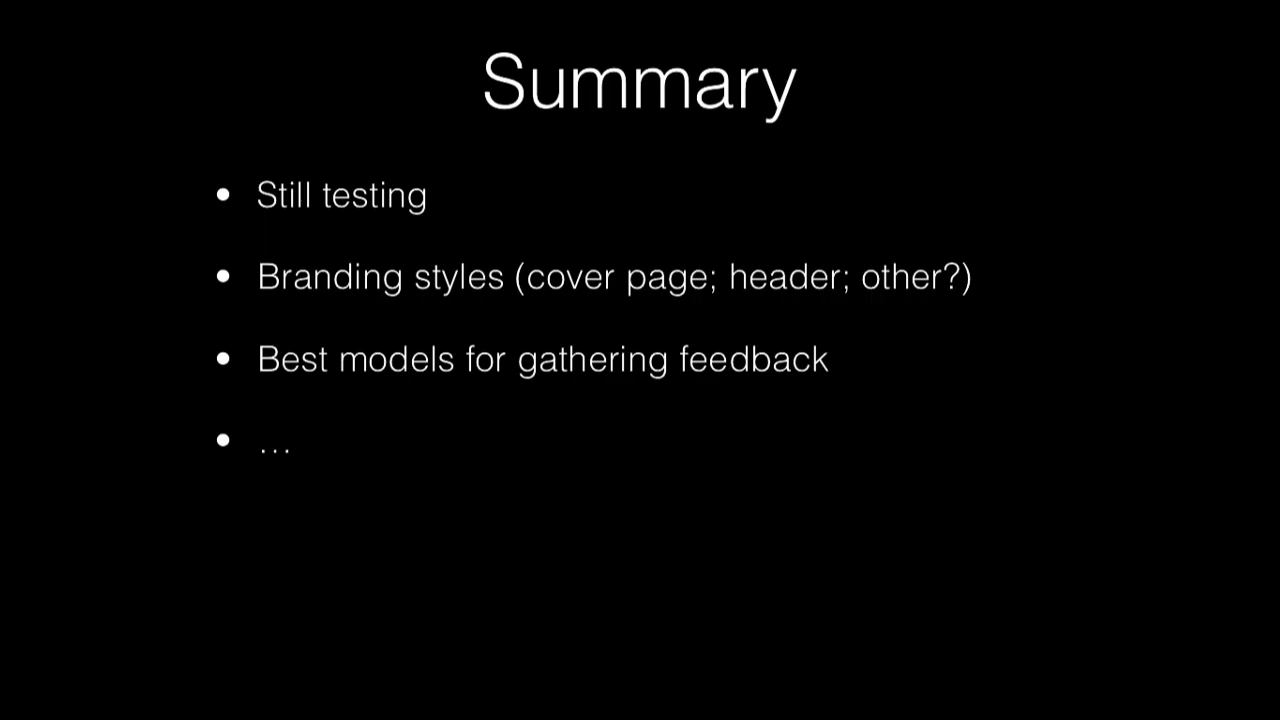 Summary
• Still testing
• Branding styles (cover page; header; other?)
• Best models for gathering feedback
• …